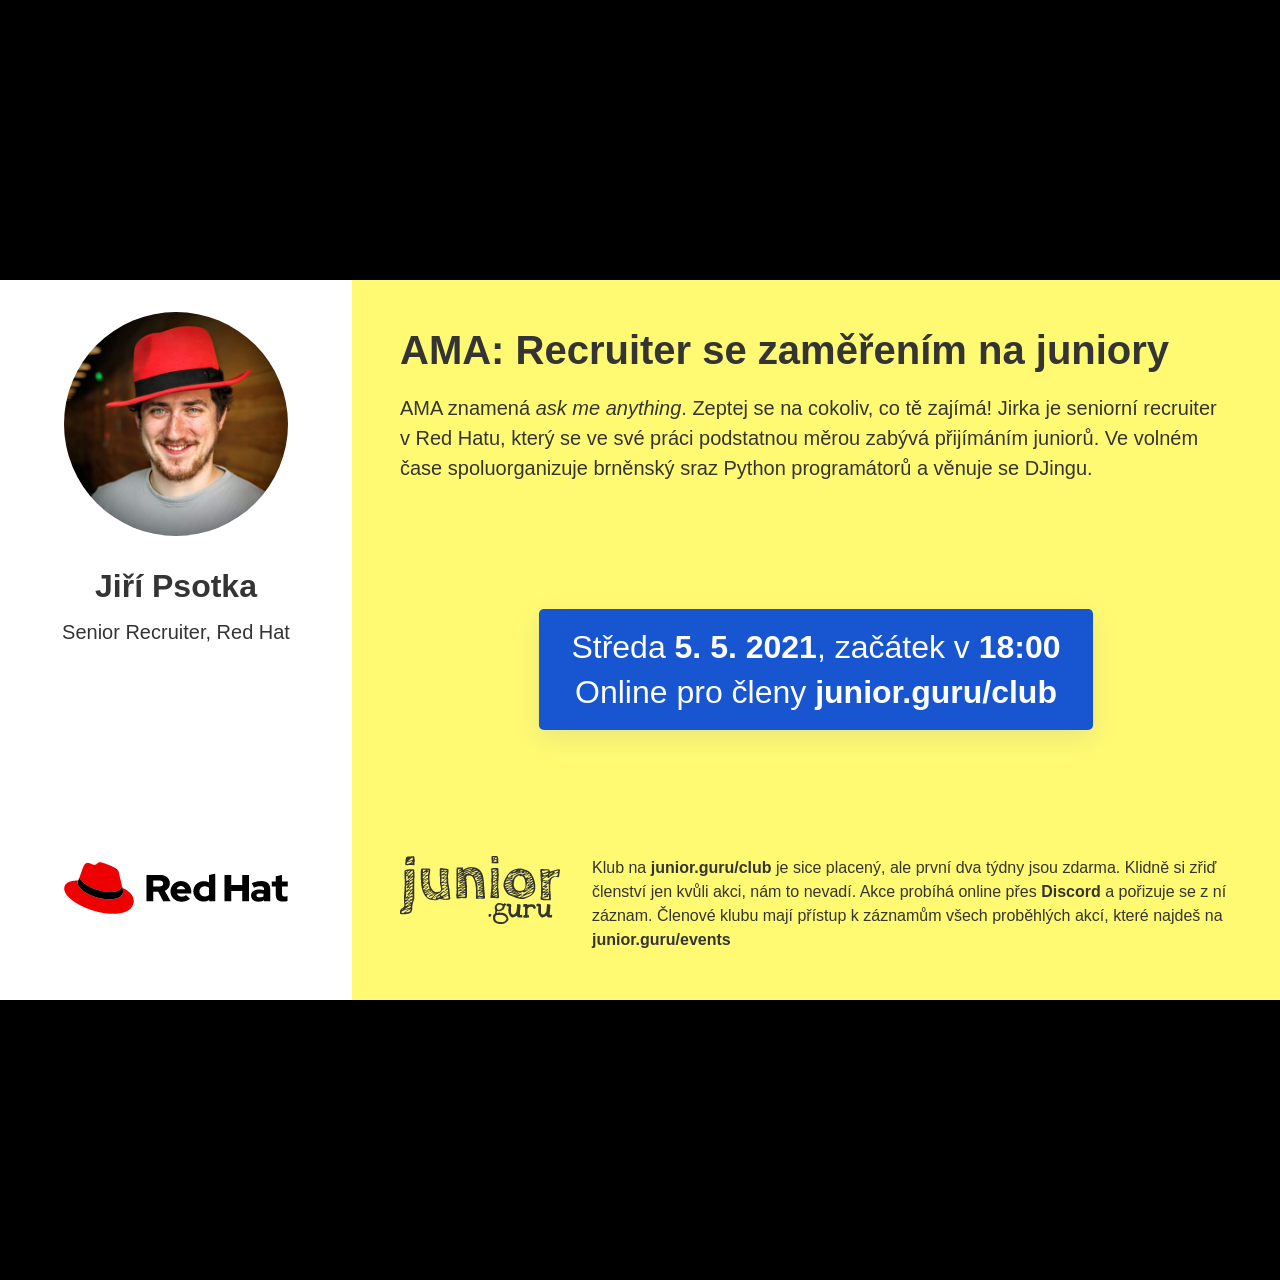 Jiří Psotka
Senior Recruiter, Red Hat
Red Hat
AMA: Recruiter se zaměřením na juniory
AMA znamená ask me anything. Zeptej se na cokoliv, co tě zajímá! Jirka je seniorní recruiter
v Red Hatu, který se ve své práci podstatnou měrou zabývá přijímáním juniorů. Ve volném
čase spoluorganizuje brněnský sraz Python programátorů a věnuje se DJingu.
Středa 5. 5. 2021, začátek v 18:00
Online pro členy junior.guru/club
junior
.guru
Klub na junior.guru/club je sice placený, ale první dva týdny jsou zdarma. Klidně si zřiď
členství jen kvůli akci, nám to nevadí. Akce probíhá online přes Discord a pořizuje se z ní
záznam. Členové klubu mají přístup k záznamům všech proběhlých akcí, které najdeš na
junior.guru/events